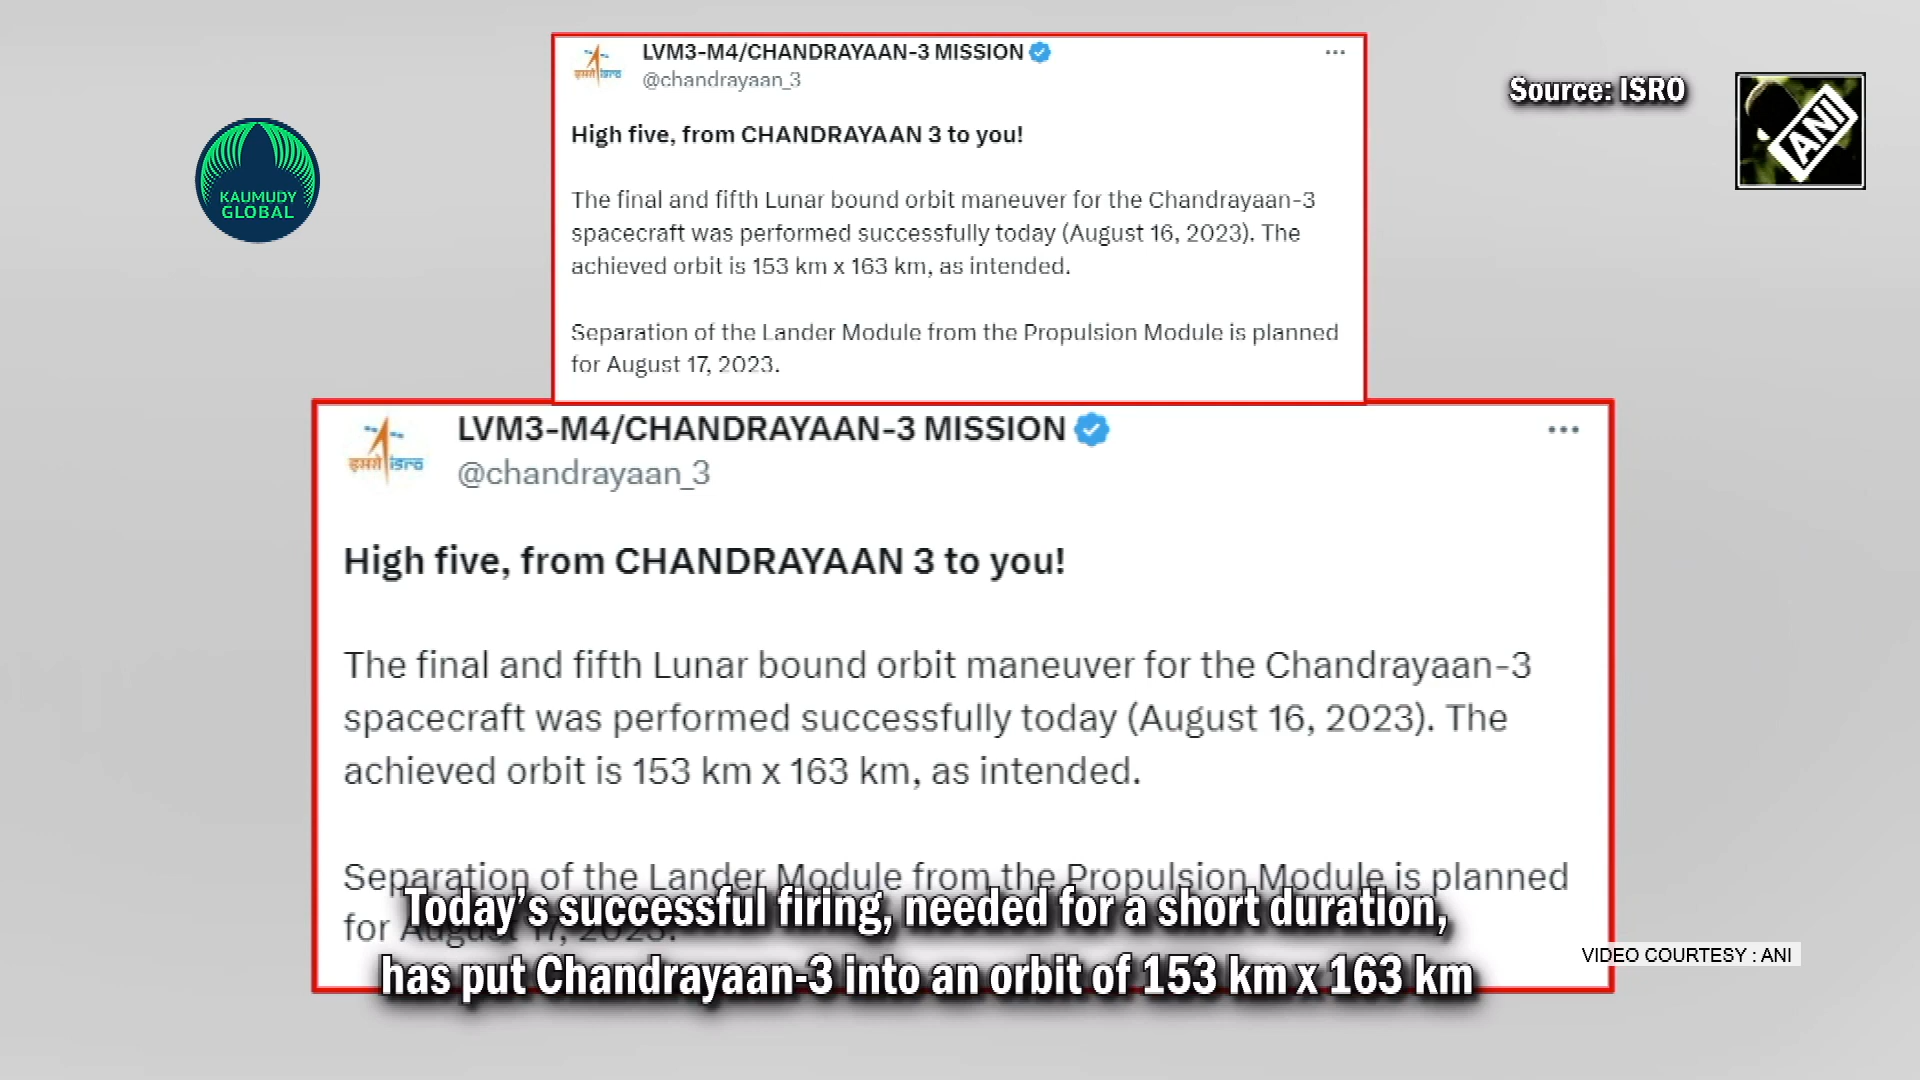 LVM3-M4/CHANDRAYAAN-3 MISSION
इसरो isro
@chandrayaan_3
High five, from CHANDRAYAAN 3 to you!
The final and fifth Lunar bound orbit maneuver for the Chandrayaan-3
spacecraft was performed successfully today (August 16, 2023). The
achieved orbit is 153 km x 163 km, as intended.
Separation of the Lander Module from the Propulsion Module is planned
for August 17, 2023.
Source: ISRO
ANI
KAUMUDY
GLOBAL
LVM3-M4/CHANDRAYAAN-3 MISSION
इसरो isro
@chandrayaan_3
High five, from CHANDRAYAAN 3 to you!
The final and fifth Lunar bound orbit maneuver for the Chandrayaan-3
spacecraft was performed successfully today (August 16, 2023). The
achieved orbit is 153 km x 163 km, as intended.
Separation of the Lander Module from the Propulsion Module is planned
for August 17, 2023.
Today's successful firing, needed for a short duration,
has put Chandrayaan-3 into an orbit of 153 km x 163 km
VIDEO COURTESY : ANI